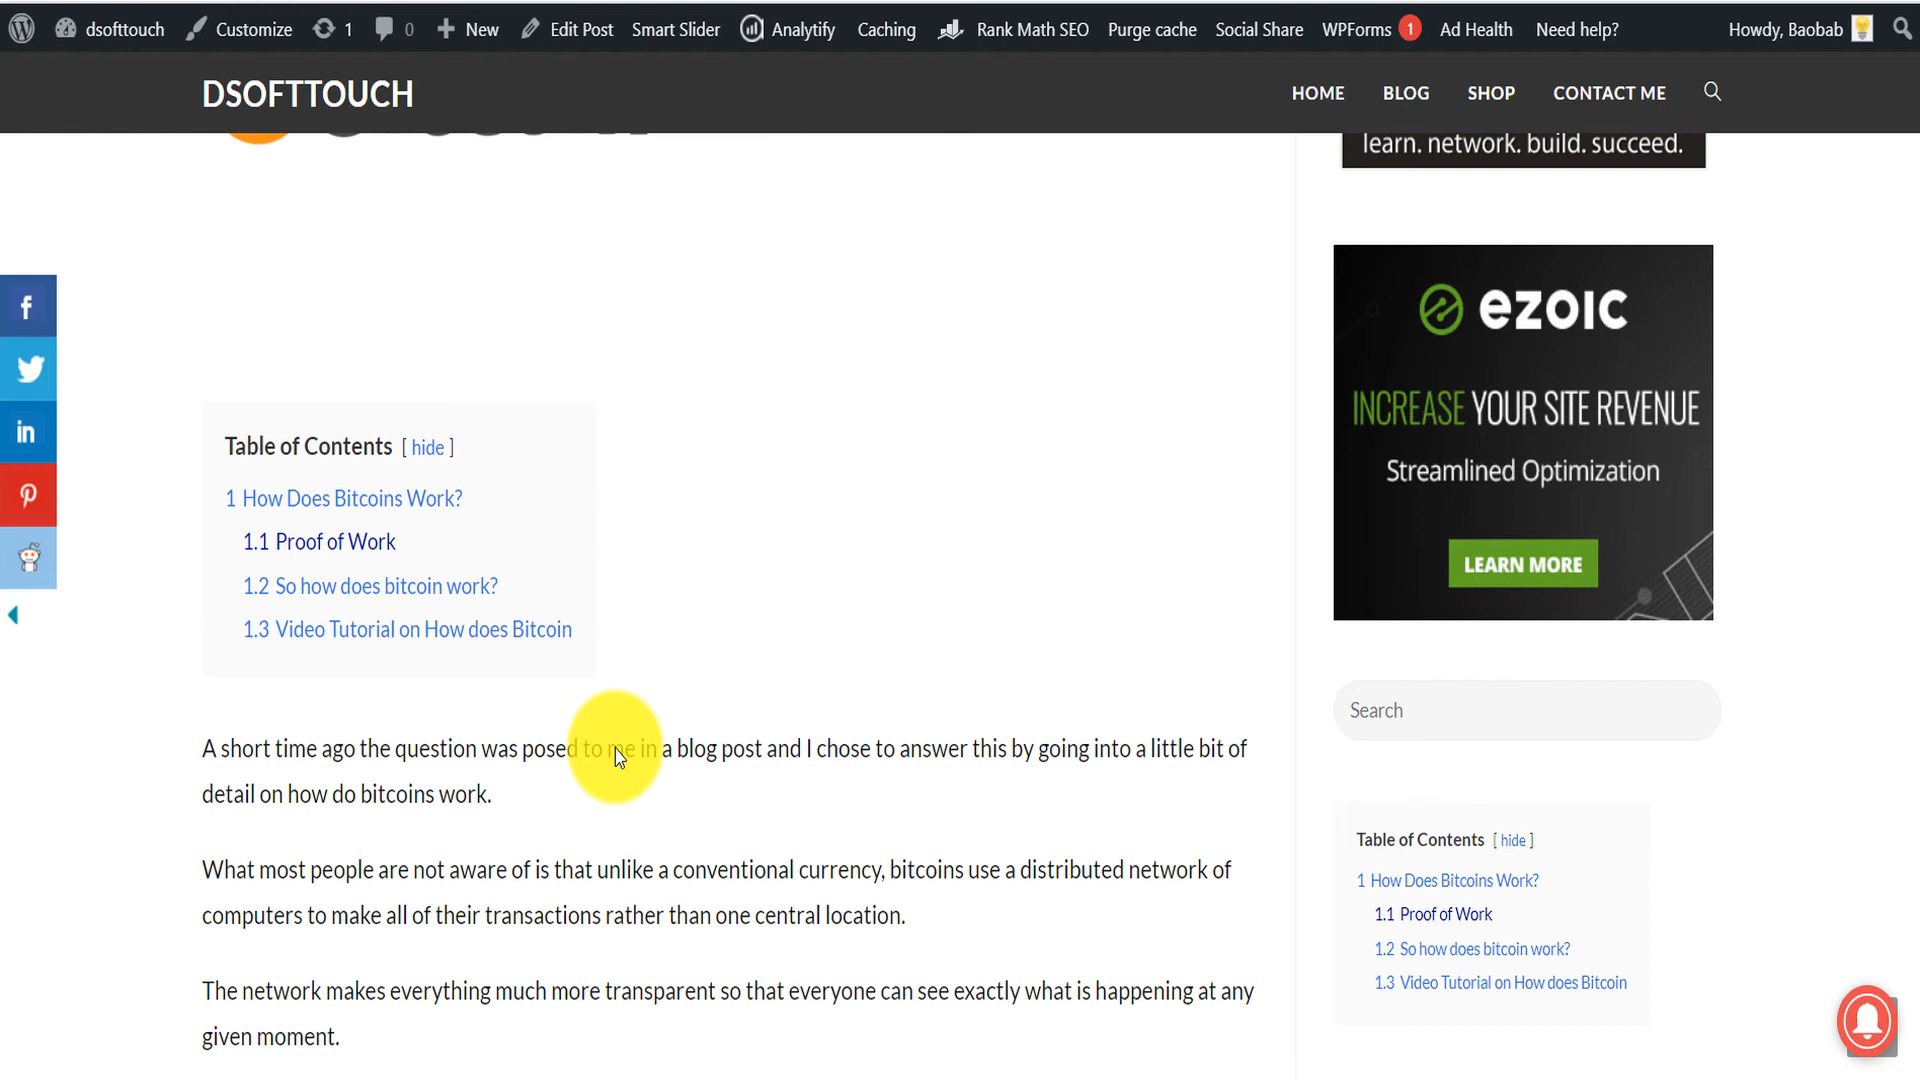 dsofttouch Customize 1 0 New Edit Post Smart Slider Analytify Caching Rank Math SEO Purge cache Social Share WPForms 1 Ad Health Need help? Howdy, Baobab
DSOFTTOUCH
HOME BLOG SHOP CONTACT ME
learn. network. build. succeed.
ezoic
INCREASE YOUR SITE REVENUE
Streamlined Optimization
LEARN MORE
Table of Contents [ hide ]
1 How Does Bitcoins Work?
1.1 Proof of Work
1.2 So how does bitcoin work?
1.3 Video Tutorial on How does Bitcoin
A short time ago the question was posed to me in a blog post and I chose to answer this by going into a little bit of
detail on how do bitcoins work.
What most people are not aware of is that unlike a conventional currency, bitcoins use a distributed network of
computers to make all of their transactions rather than one central location.
The network makes everything much more transparent so that everyone can see exactly what is happening at any
given moment.
Search
Table of Contents [ hide ]
1 How Does Bitcoins Work?
1.1 Proof of Work
1.2 So how does bitcoin work?
1.3 Video Tutorial on How does Bitcoin